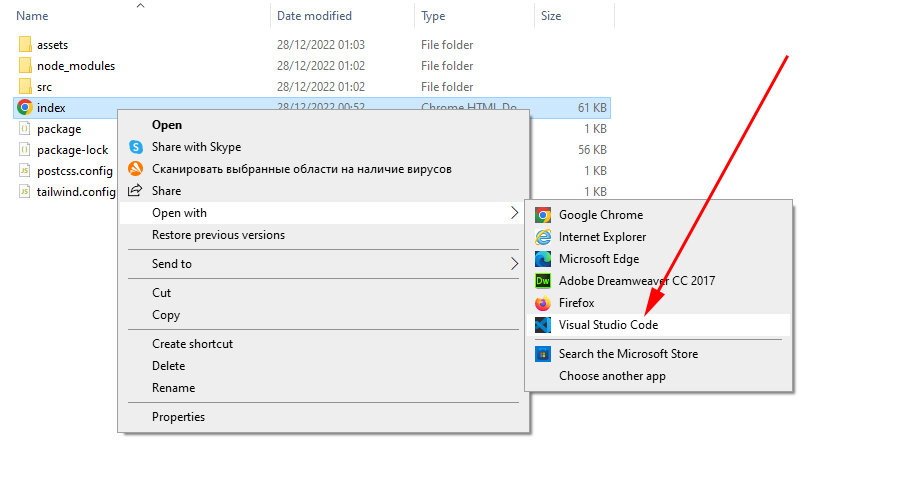 Name Date modified Type Size
assets 28/12/2022 01:03 File folder
node_modules 28/12/2022 01:02 File folder
src 28/12/2022 01:02 File folder
index 28/12/2022 00:52 Chrome HTML Do... 61 KB
package 1 KB
package-lock 56 KB
postcss.config 1 KB
tailwind.config 1 KB
Open
Share with Skype
Сканировать выбранные области на наличие вирусов
Share
Open with
Restore previous versions
Send to
Cut
Copy
Create shortcut
Delete
Rename
Properties
Google Chrome
Internet Explorer
Microsoft Edge
Dw Adobe Dreamweaver CC 2017
Firefox
Visual Studio Code
Search the Microsoft Store
Choose another app